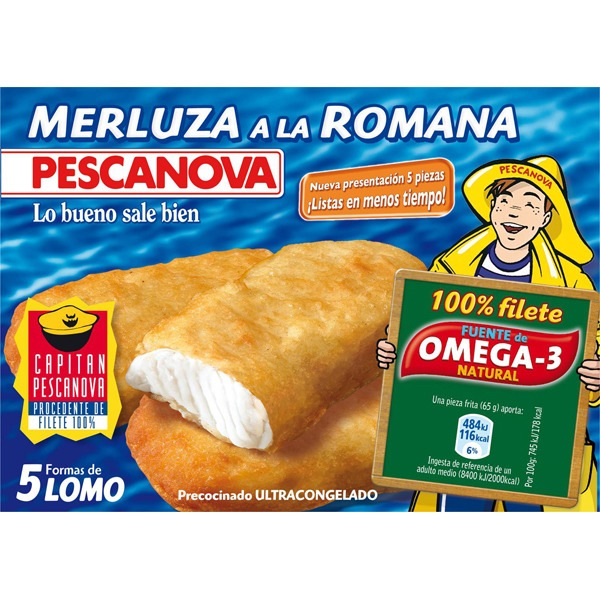 MERLUZA A LA ROMANA
PESCANOVA
Lo bueno sale bien
Nueva presentación 5 piezas
¡Listas en menos tiempo!
PESCANOVA
100% filete
FUENTE de
OMEGA-3
NATURAL
Una pieza frita (65 g) aporta:
484kJ
116kcal
6%
Ingesta de referencia de un
adulto medio (8400 kJ/2000kcal)
Por 100g: 745 kJ/178 kcal
CAPITAN
PESCANOVA
PROCEDENTE DE
FILETE 100%
5 Formas de
LOMO
Precocinado ULTRACONGELADO